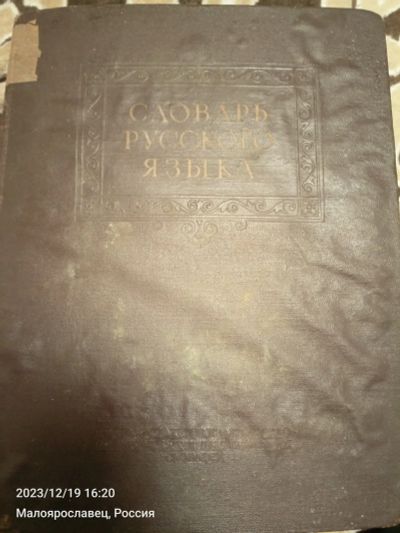 СЛОВАРЬ
РУССКОГО
ЯЗЫКА
2023/12/19 16:20
Малоярославец, Россия